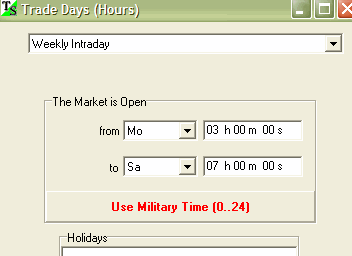 TS Trade Days (Hours)
Weekly Intraday
The Market is Open
from Mo 03 h 00 m 00 s
to Sa 07 h 00 m 00 s
Use Military Time (0..24)
Holidays